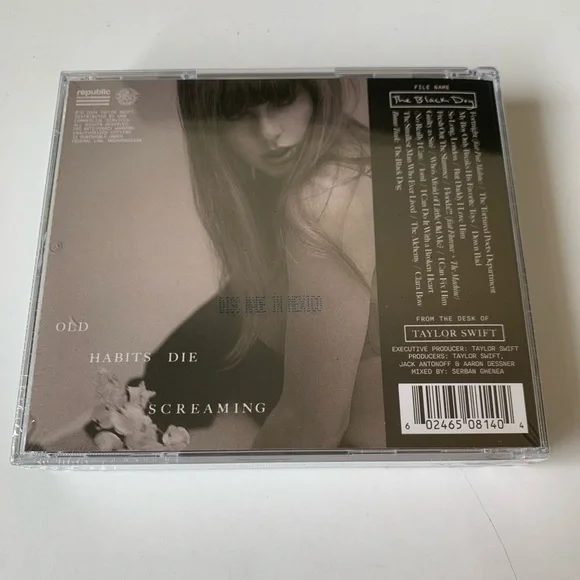 republic
FILE NAME
The Black Dog
Fortnight (feat. Post Malone) / The Tortured Poets Department
My Boy Only Breaks His Favorite Toys / Down Bad
So Long, London / But Daddy I Love Him
Fresh Out The Slammer / Florida!!! (feat. Florence + The Machine)
Guilty as Sin? / Who's Afraid of Little Old Me? / I Can Fix Him
No Really I Can / loml / I Can Do It With a Broken Heart
The Smallest Man Who Ever Lived / The Alchemy / Clara Bow
Bonus Track: The Black Dog
DISC MADE IN MEXICO
FROM THE DESK OF
TAYLOR SWIFT
EXECUTIVE PRODUCER: TAYLOR SWIFT
PRODUCERS: TAYLOR SWIFT,
JACK ANTONOFF & AARON DESSNER
MIXED BY: SERBAN GHENEA
OLD
HABITS DIE
SCREAMING
6 02465 08140 4